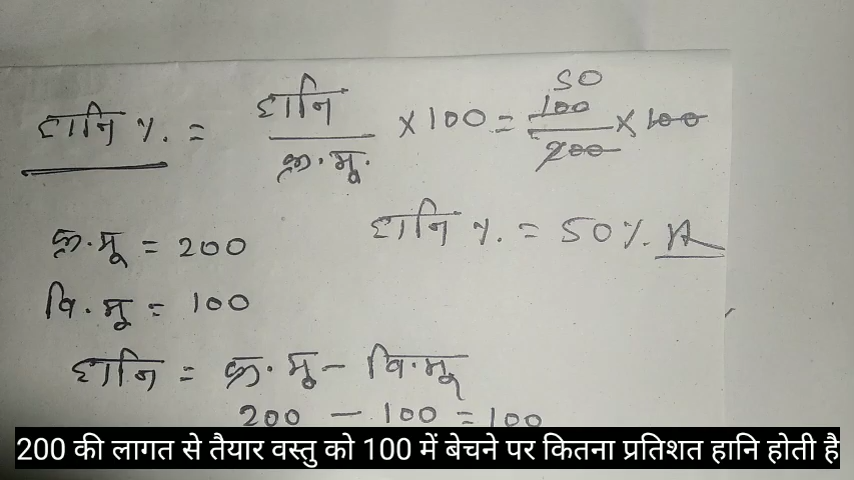 हानि %. = हानि / क्र.मू. × 100 = 50 100 / 200 × 100
हानि %. = 50%.
क्र.मू = 200
वि.मू = 100
हानि = क्र.मू - वि.मू
200 - 100 = 100
200 की लागत से तैयार वस्तु को 100 में बेचने पर कितना प्रतिशत हानि होती है